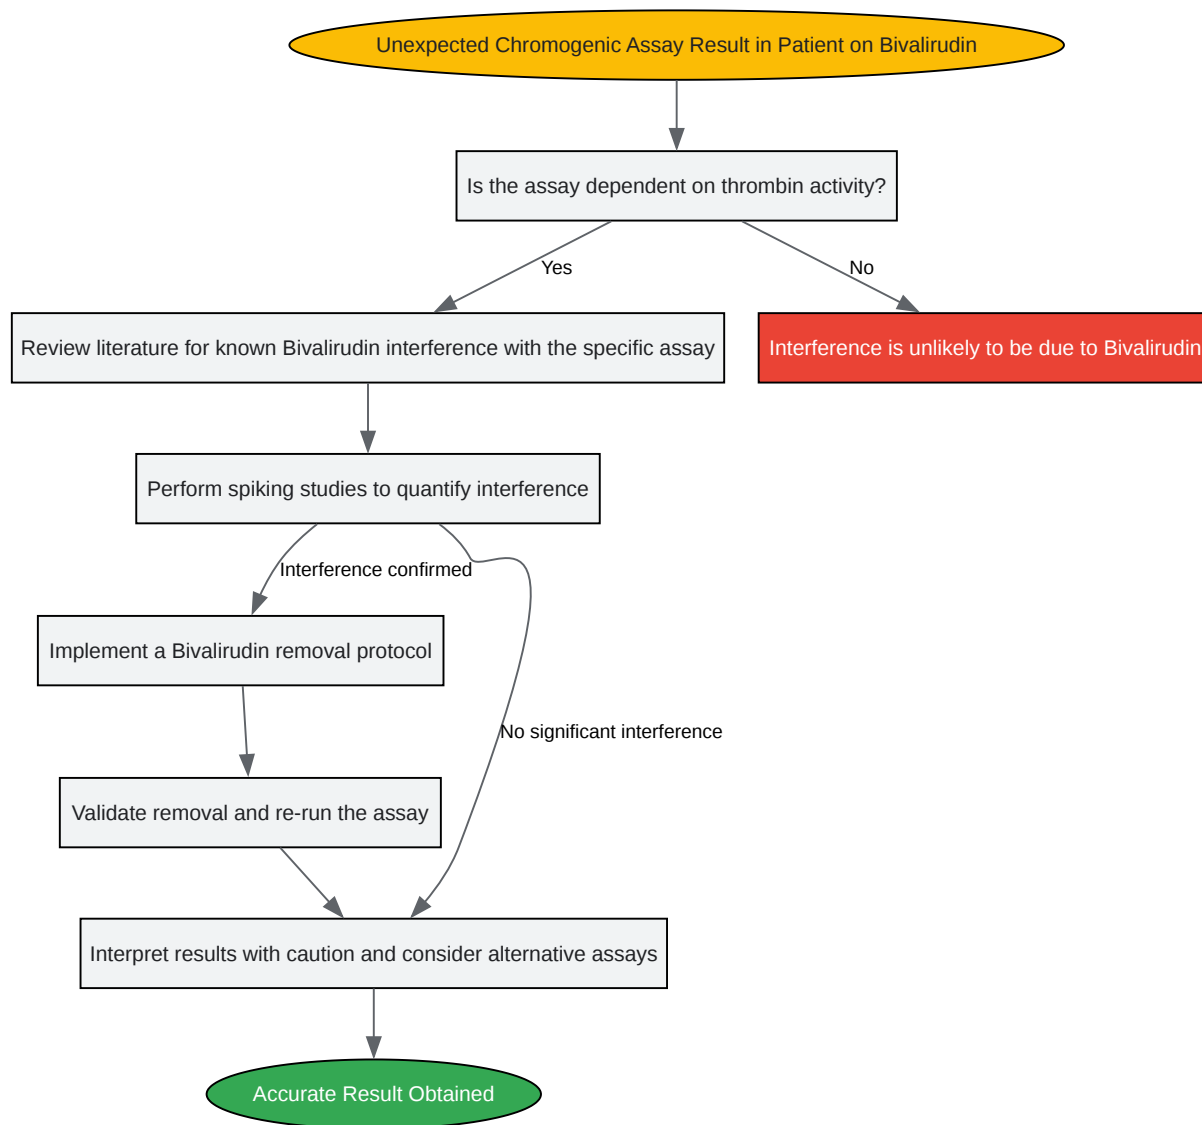 Unexpected Chromogenic Assay Result in Patient on Bivalirudin
Is the assay dependent on thrombin activity?
Yes
No
Review literature for known Bivalirudin interference with the specific assay
Interference is unlikely to be due to Bivalirudin
Perform spiking studies to quantify interference
Interference confirmed
Implement a Bivalirudin removal protocol
No significant interference
Validate removal and re-run the assay
Interpret results with caution and consider alternative assays
Accurate Result Obtained